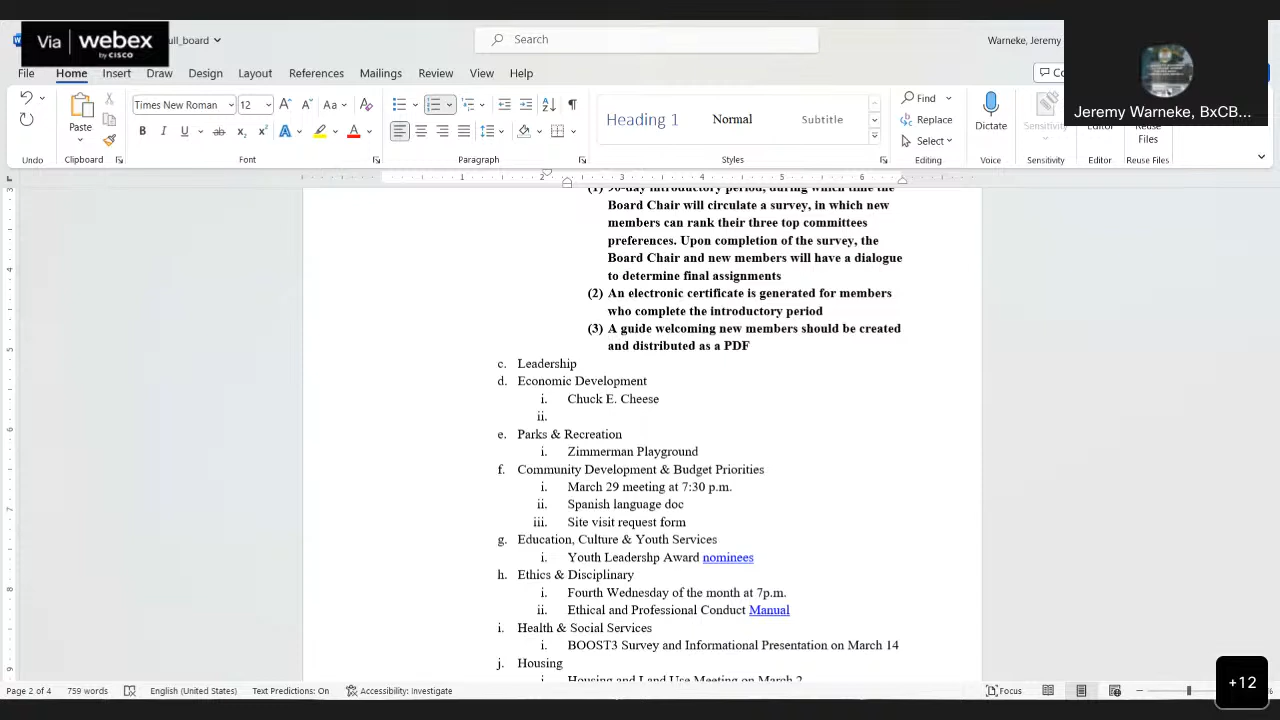 Via webex
by CISCO
ull_board
Search
Warneke, Jeremy
Jeremy Warneke, BxCB...
File Home Insert Draw Design Layout References Mailings Review View Help
Co
Paste
Times New Roman 12
Aa
Heading 1 Normal Subtitle
Find
Replace
Select
Dictate
Sensitivity
Reuse
Files
Undo Clipboard Font Paragraph Styles Editing Voice Sensitivity Editor Reuse Files
(1) 90-day introductory period, during which time the
Board Chair will circulate a survey, in which new
members can rank their three top committees
preferences. Upon completion of the survey, the
Board Chair and new members will have a dialogue
to determine final assignments
(2) An electronic certificate is generated for members
who complete the introductory period
(3) A guide welcoming new members should be created
and distributed as a PDF
c. Leadership
d. Economic Development
i. Chuck E. Cheese
ii.
e. Parks & Recreation
i. Zimmerman Playground
f. Community Development & Budget Priorities
i. March 29 meeting at 7:30 p.m.
ii. Spanish language doc
iii. Site visit request form
g. Education, Culture & Youth Services
i. Youth Leadershp Award nominees
h. Ethics & Disciplinary
i. Fourth Wednesday of the month at 7p.m.
ii. Ethical and Professional Conduct Manual
i. Health & Social Services
i. BOOST3 Survey and Informational Presentation on March 14
j. Housing
i. Housing and Land Use Meeting on March 2
Page 2 of 4 759 words English (United States) Text Predictions: On Accessibility: Investigate Focus
+12